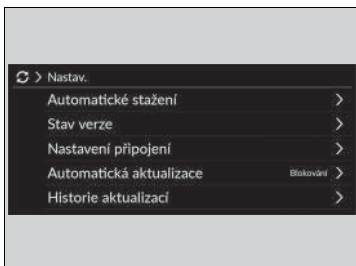 Nastav.
Automatické stažení
Stav verze
Nastavení připojení
Automatická aktualizace Blokování
Historie aktualizací